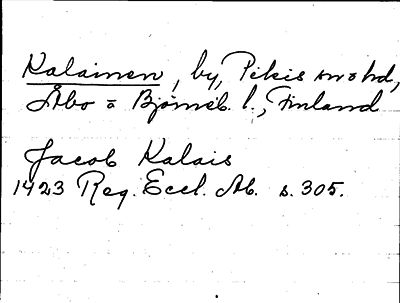 Kalainen, by, Pikis sn o hd,
Åbo o Björneb. l., Finland
Jacob Kalais
1423 Reg. Eccl. Ab. s. 305.